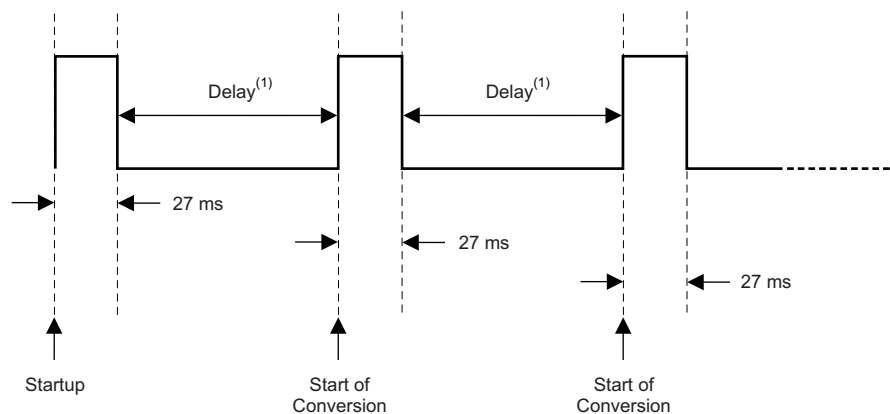 Delay(1)
Delay(1)
27 ms
27 ms
27 ms
Startup
Start of
Conversion
Start of
Conversion